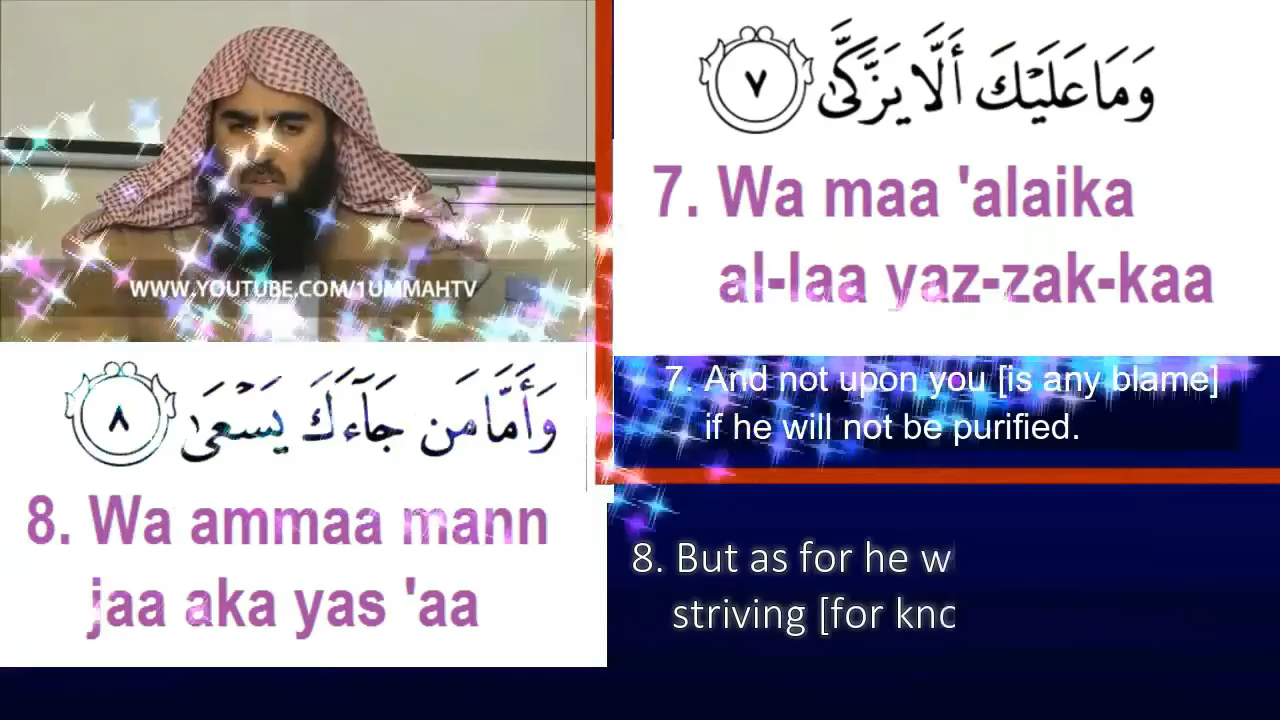 WWW.YOUTUBE.COM/1UMMAHTV
وَمَا عَلَيْكَ أَلَّا يَزَّكَّىٰ ٧
7. Wa maa 'alaika
al-laa yaz-zak-kaa
7. And not upon you [is any blame]
if he will not be purified.
وَأَمَّا مَن جَآءَكَ يَسْعَىٰ ٨
8. Wa ammaa mann
jaa aka yas 'aa
8. But as for he w
striving [for kno